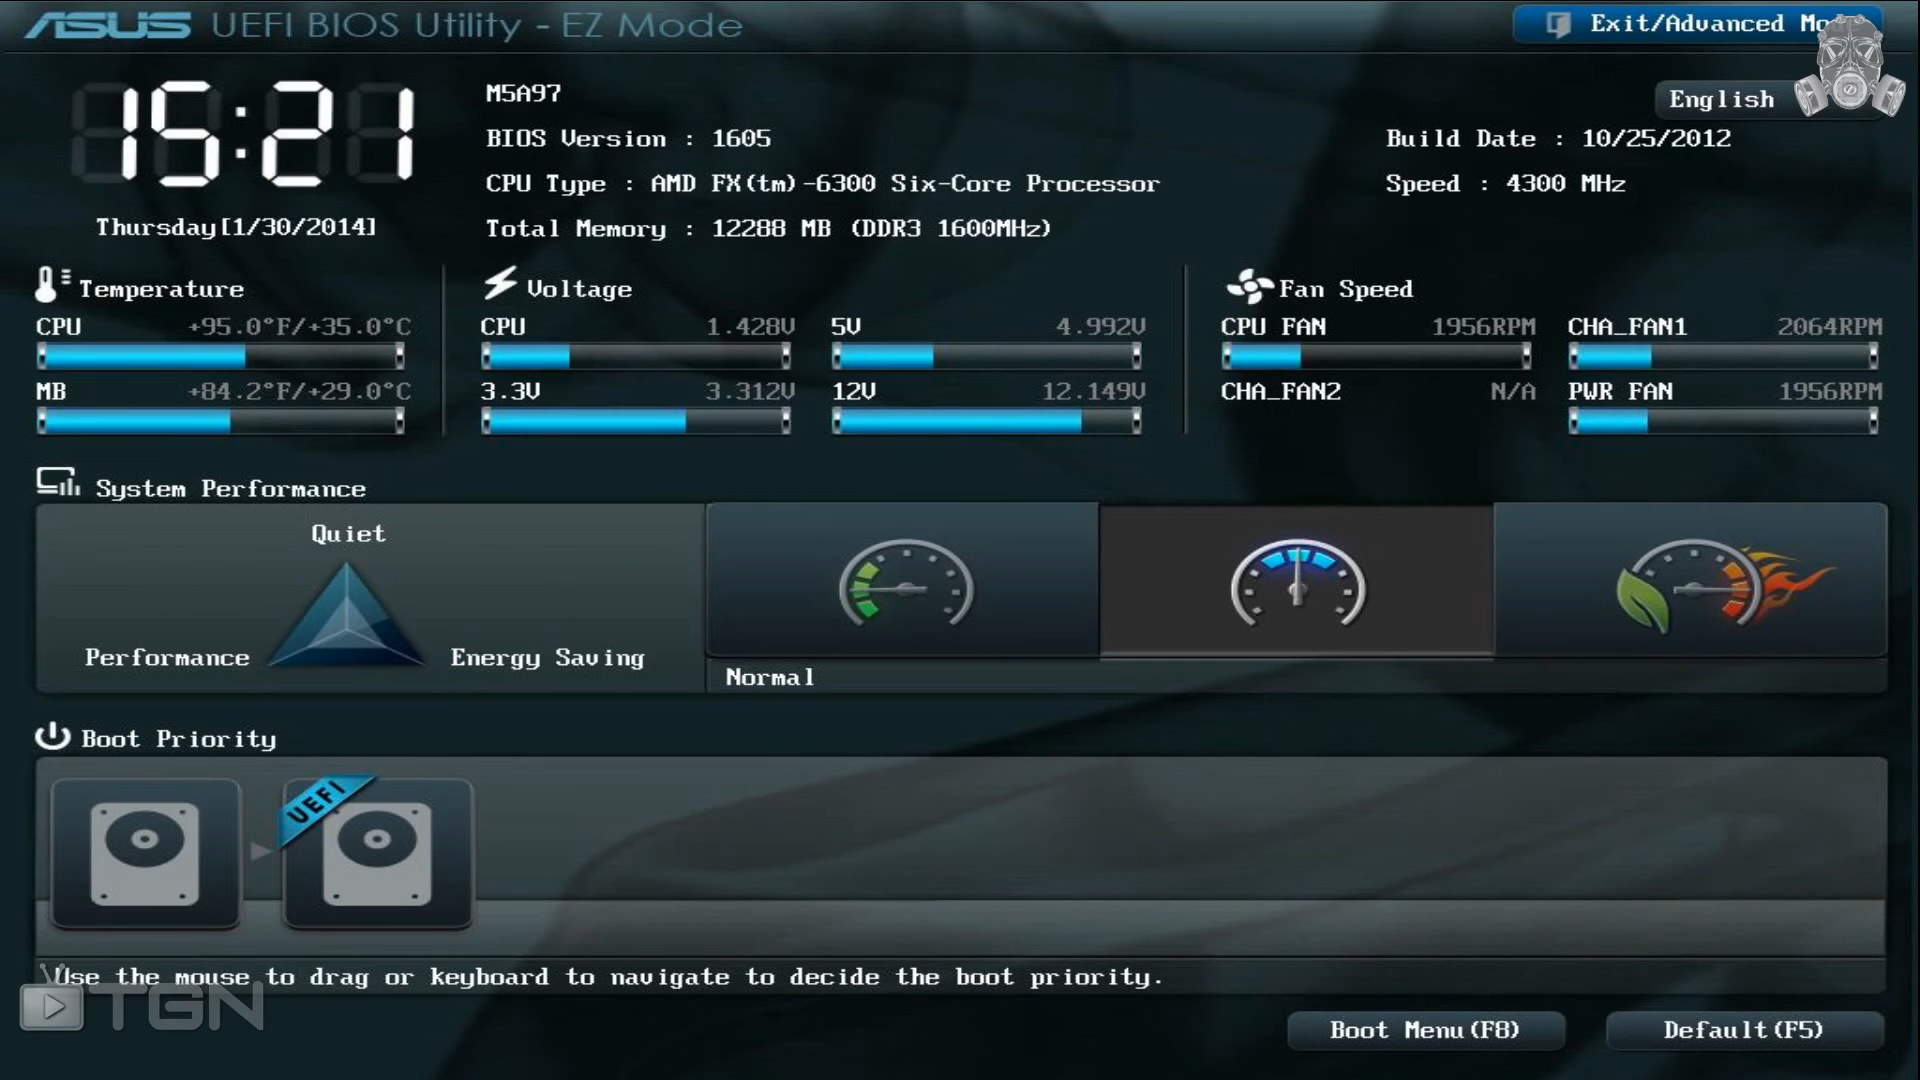 ASUS UEFI BIOS Utility - EZ Mode
Exit/Advanced
15:21
Thursday[1/30/2014]
M5A97
English
BIOS Version : 1605
Build Date : 10/25/2012
CPU Type : AMD FX(tm)-6300 Six-Core Processor
Speed : 4300 MHz
Total Memory : 12288 MB (DDR3 1600MHz)
Temperature
CPU +95.0°F/+35.0°C
MB +84.2°F/+29.0°C
Voltage
CPU 1.428V
5V 4.992V
3.3V 3.312V
12V 12.149V
Fan Speed
CPU FAN 1956RPM
CHA_FAN1 2064RPM
CHA_FAN2 N/A
PWR FAN 1956RPM
System Performance
Quiet
Performance
Energy Saving
Normal
Boot Priority
UEFI
Use the mouse to drag or keyboard to navigate to decide the boot priority.
TGN
Boot Menu(F8)
Default(F5)